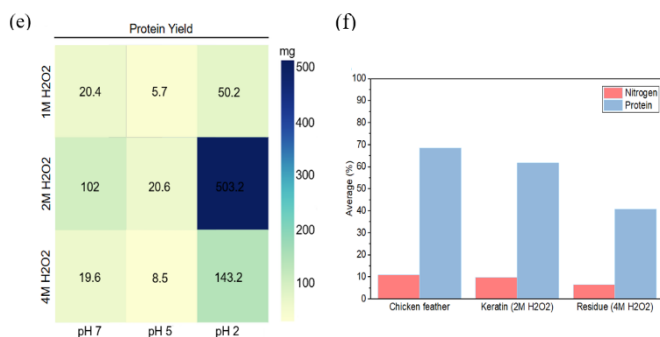 (e)
Protein Yield
mg
1M H2O2
20.4 5.7 50.2
2M H2O2
102 20.6 503.2
4M H2O2
19.6 8.5 143.2
pH 7 pH 5 pH 2
500
400
300
200
100
(f)
100
90
80
70
60
50
40
30
20
10
0
Average (%)
Nitrogen
Protein
Chicken feather Keratin (2M H2O2) Residue (4M H2O2)